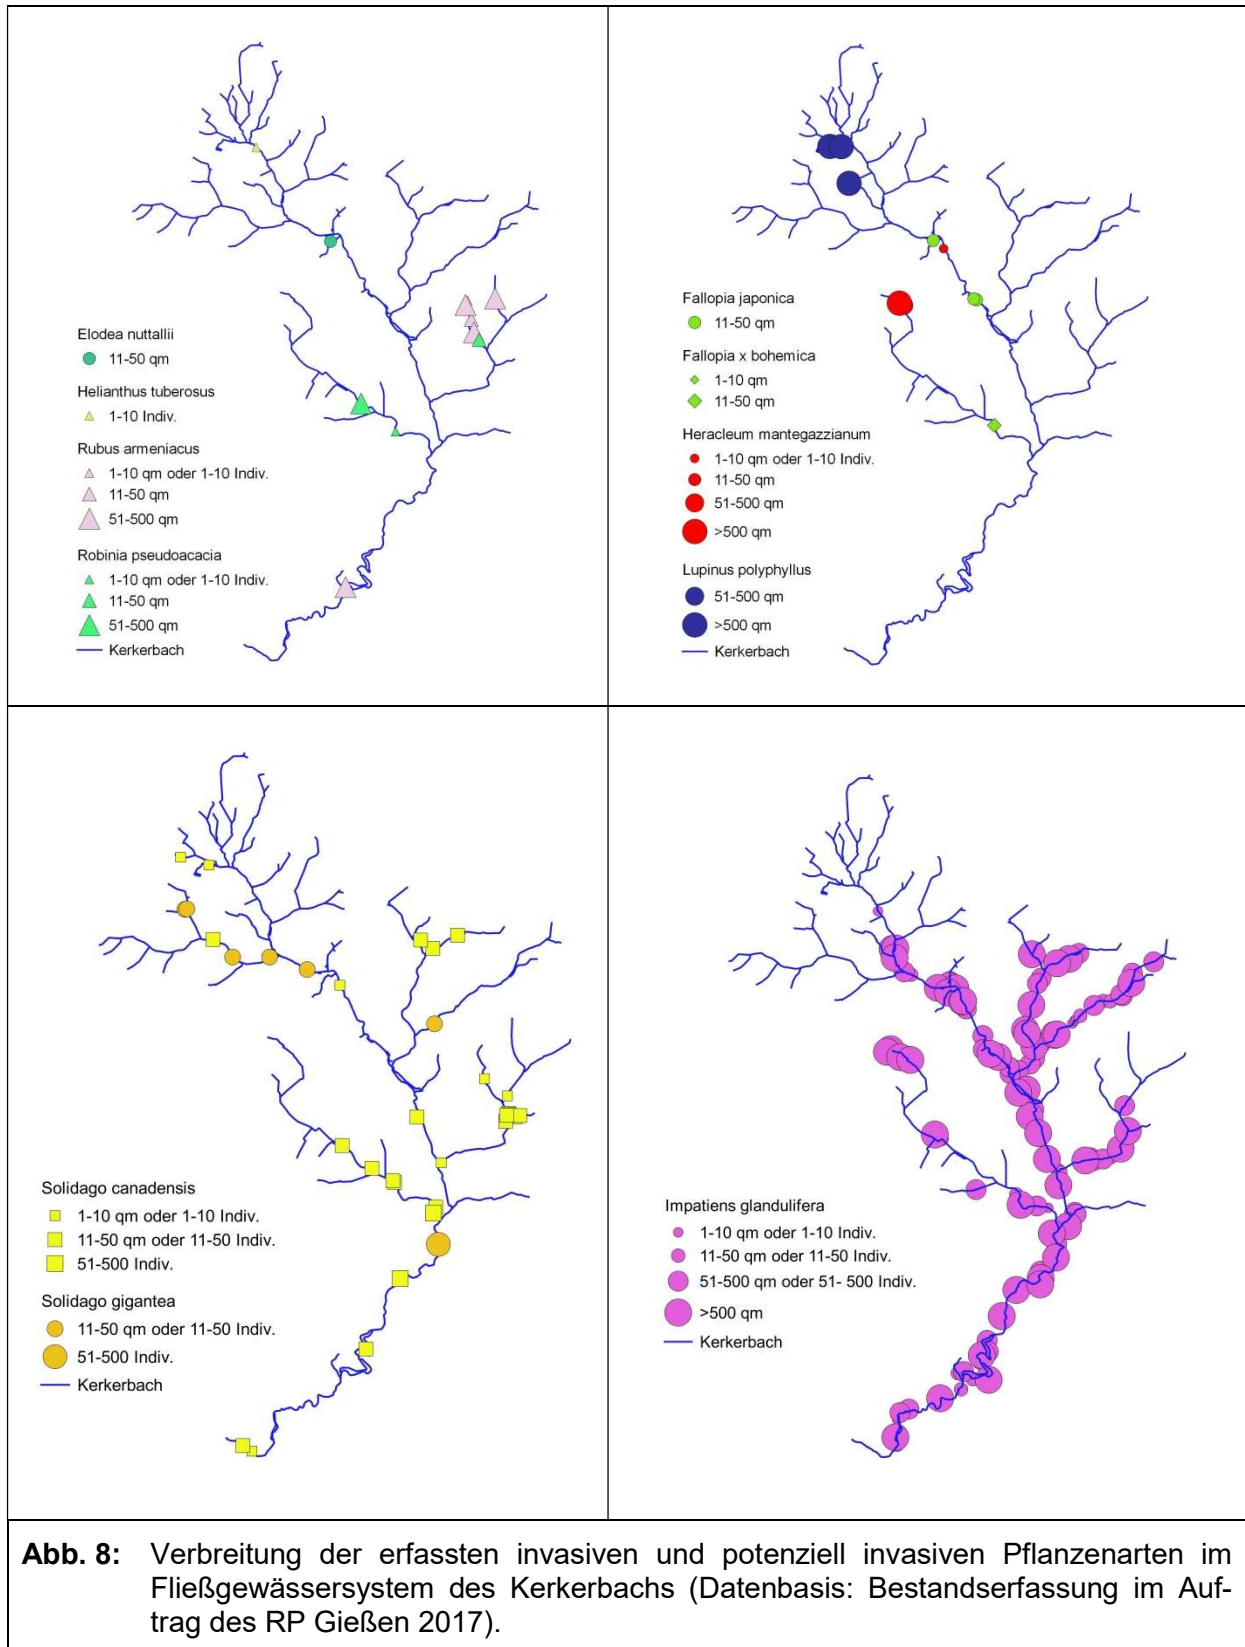 Elodea nuttallii
11-50 qm
Helianthus tuberosus
1-10 Indiv.
Rubus armeniacus
1-10 qm oder 1-10 Indiv.
11-50 qm
51-500 qm
Robinia pseudoacacia
1-10 qm oder 1-10 Indiv.
11-50 qm
51-500 qm
Kerkerbach
Fallopia japonica
11-50 qm
Fallopia x bohemica
1-10 qm
11-50 qm
Heracleum mantegazzianum
1-10 qm oder 1-10 Indiv.
11-50 qm
51-500 qm
>500 qm
Lupinus polyphyllus
51-500 qm
>500 qm
Kerkerbach
Solidago canadensis
1-10 qm oder 1-10 Indiv.
11-50 qm oder 11-50 Indiv.
51-500 Indiv.
Solidago gigantea
11-50 qm oder 11-50 Indiv.
51-500 Indiv.
Kerkerbach
Impatiens glandulifera
1-10 qm oder 1-10 Indiv.
11-50 qm oder 11-50 Indiv.
51-500 qm oder 51- 500 Indiv.
>500 qm
Kerkerbach
Abb. 8: Verbreitung der erfassten invasiven und potenziell invasiven Pflanzenarten im
Fließgewässersystem des Kerkerbachs (Datenbasis: Bestandserfassung im Auf-
trag des RP Gießen 2017).